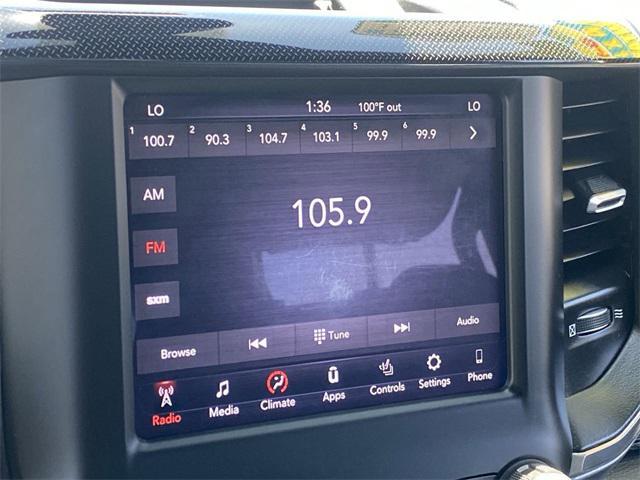 LO 1:36 100°F out LO
1 100.7 2 90.3 3 104.7 4 103.1 5 99.9 6 99.9
AM
105.9
FM
sxm
Browse Tune Audio
Radio Media Climate Apps Controls Settings Phone